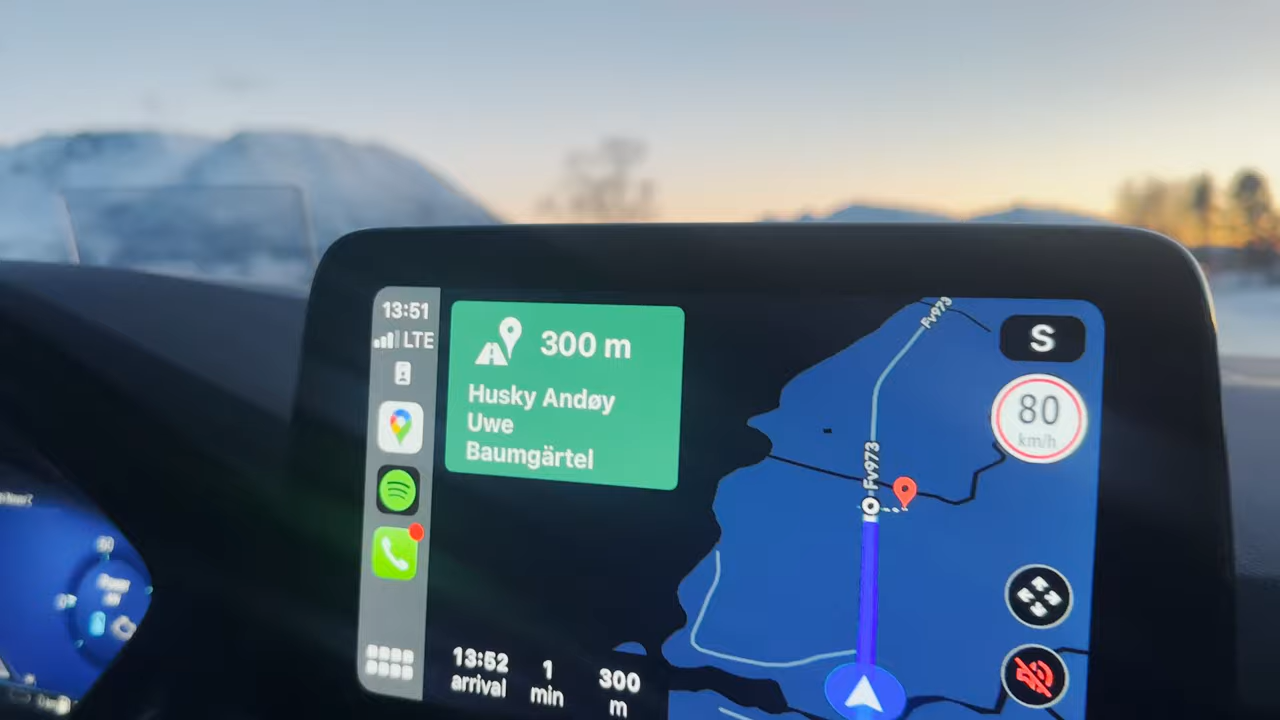 13:51
LTE
300 m
Husky Andøy
Uwe
Baumgärtel
Fv973
S
80
km/h
Fv973
13:52
arrival
1
min
300
m